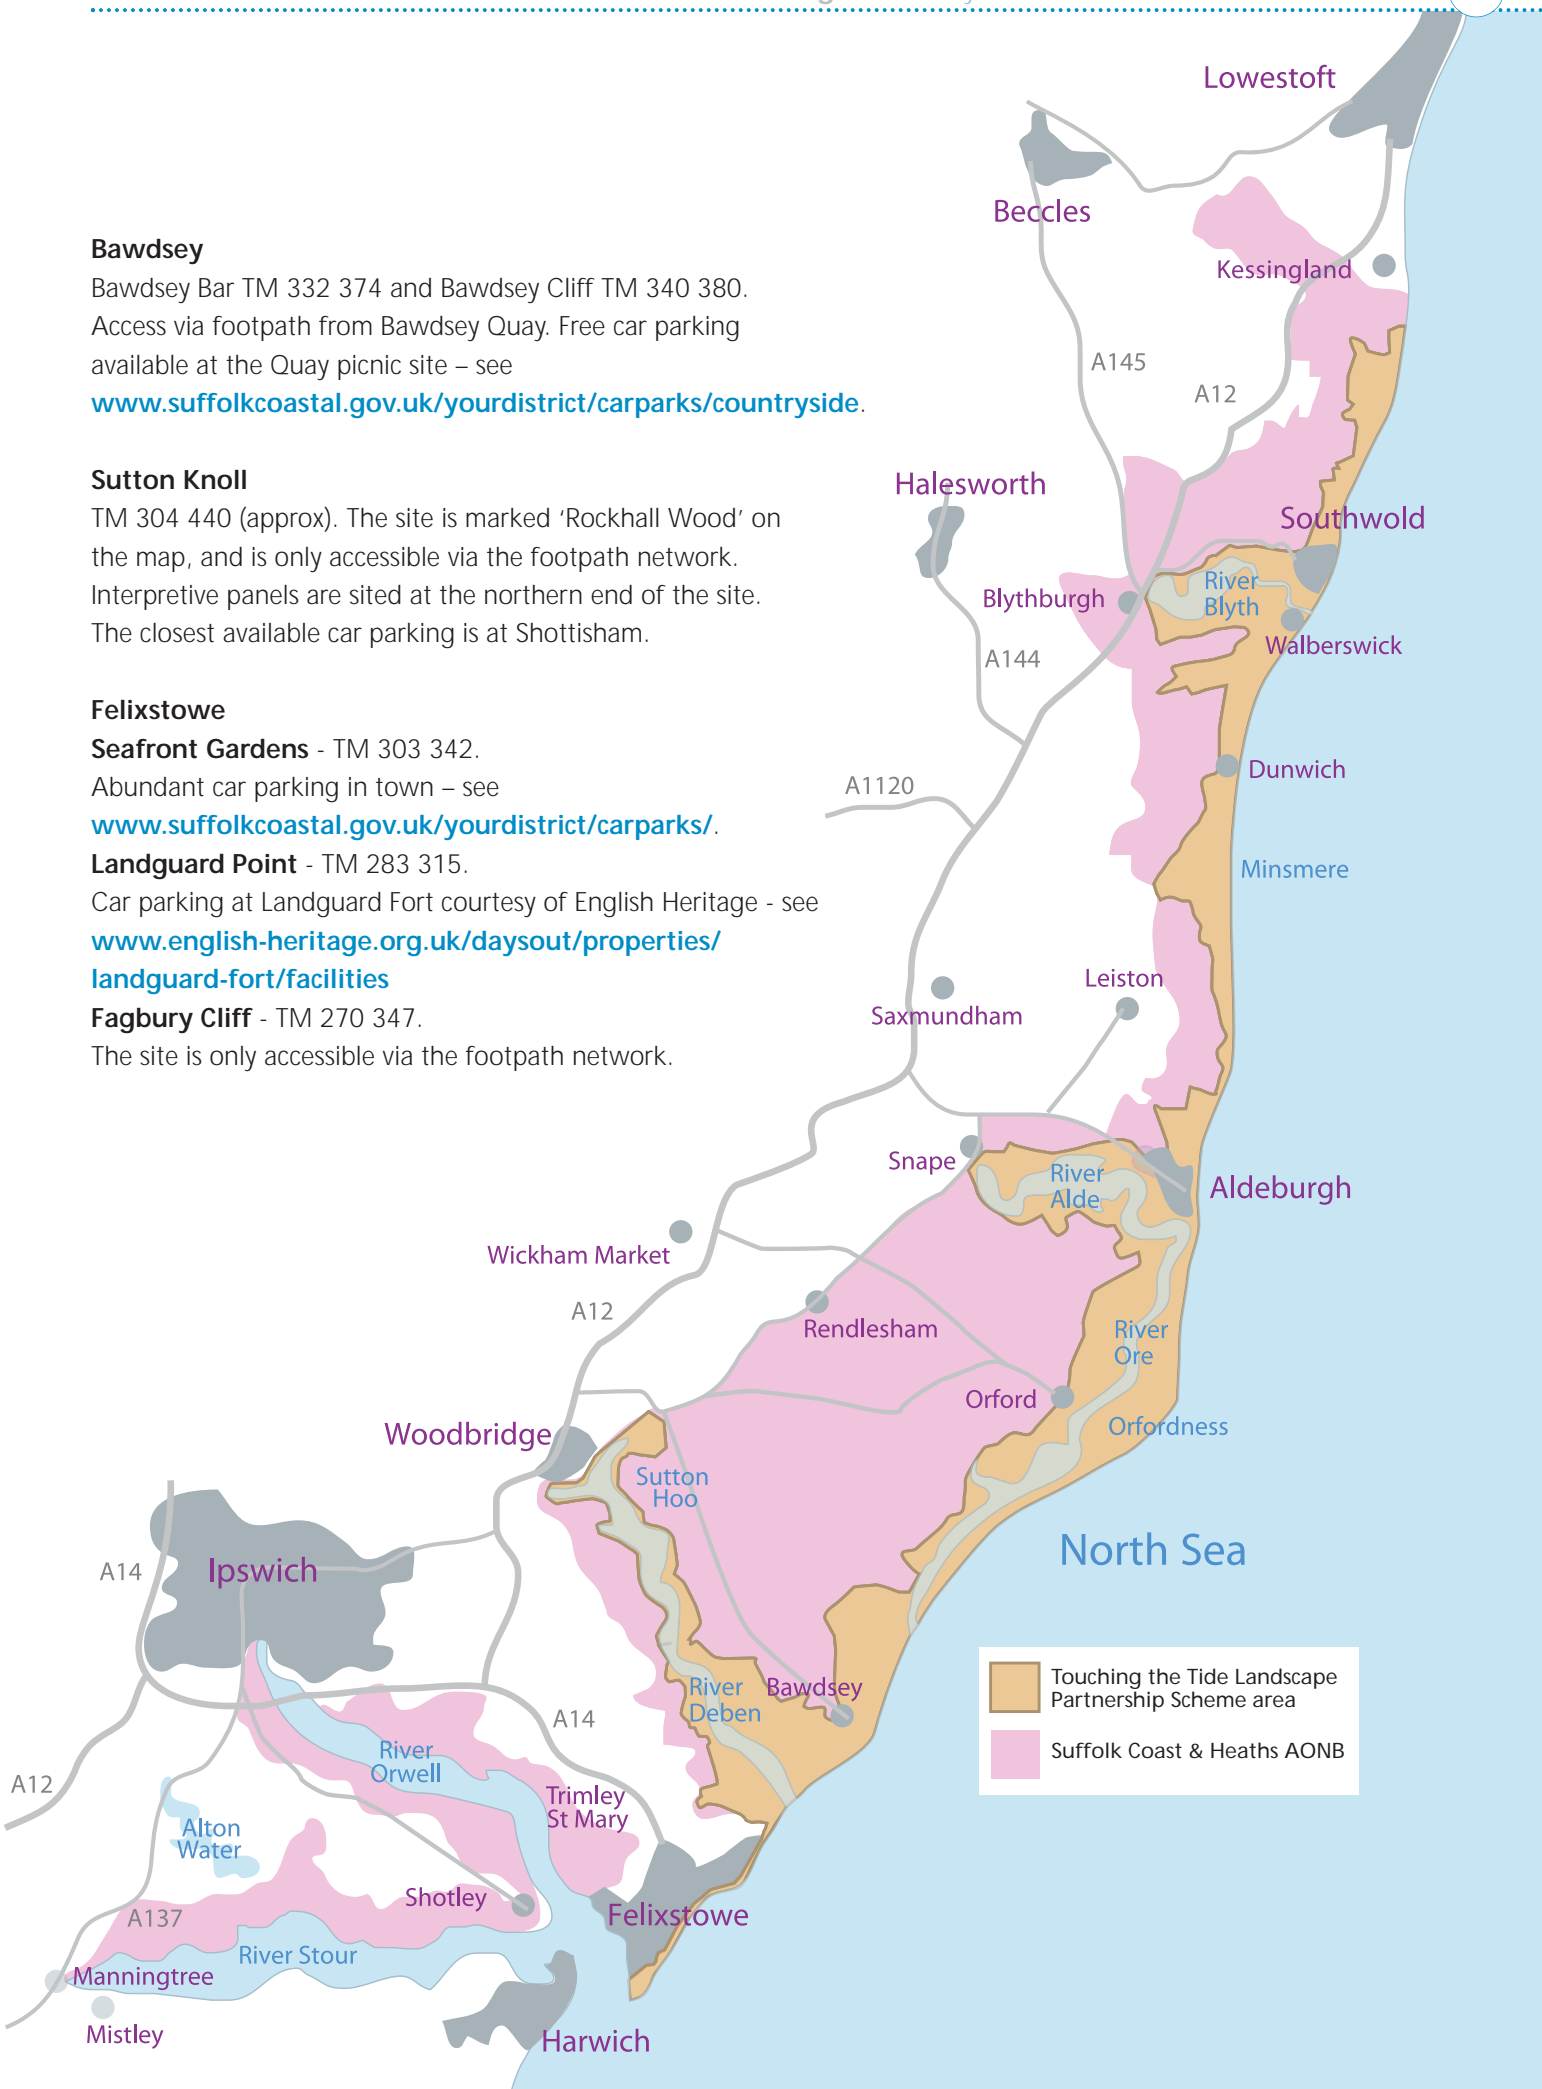 Bawdsey
Bawdsey Bar TM 332 374 and Bawdsey Cliff TM 340 380.
Access via footpath from Bawdsey Quay. Free car parking
available at the Quay picnic site – see
www.suffolkcoastal.gov.uk/yourdistrict/carparks/countryside.
Sutton Knoll
TM 304 440 (approx). The site is marked ‘Rockhall Wood’ on
the map, and is only accessible via the footpath network.
Interpretive panels are sited at the northern end of the site.
The closest available car parking is at Shottisham.
Felixstowe
Seafront Gardens - TM 303 342.
Abundant car parking in town – see
www.suffolkcoastal.gov.uk/yourdistrict/carparks/.
Landguard Point - TM 283 315.
Car parking at Landguard Fort courtesy of English Heritage - see
www.english-heritage.org.uk/daysout/properties/
landguard-fort/facilities
Fagbury Cliff - TM 270 347.
The site is only accessible via the footpath network.
Lowestoft
Beccles
Kessingland
A145
A12
Halesworth
Southwold
River
Blyth
Blythburgh
Walberswick
A144
Dunwich
A1120
Minsmere
Leiston
Saxmundham
Snape
River
Alde
Aldeburgh
Wickham Market
A12
Rendlesham
River
Ore
Orford
Orfordness
Woodbridge
Sutton
Hoo
North Sea
A14
Ipswich
River
Deben
Bawdsey
A14
River
Orwell
A12
Trimley
St Mary
Alton
Water
Shotley
A137
Felixstowe
River Stour
Manningtree
Mistley
Harwich
Touching the Tide Landscape
Partnership Scheme area
Suffolk Coast & Heaths AONB